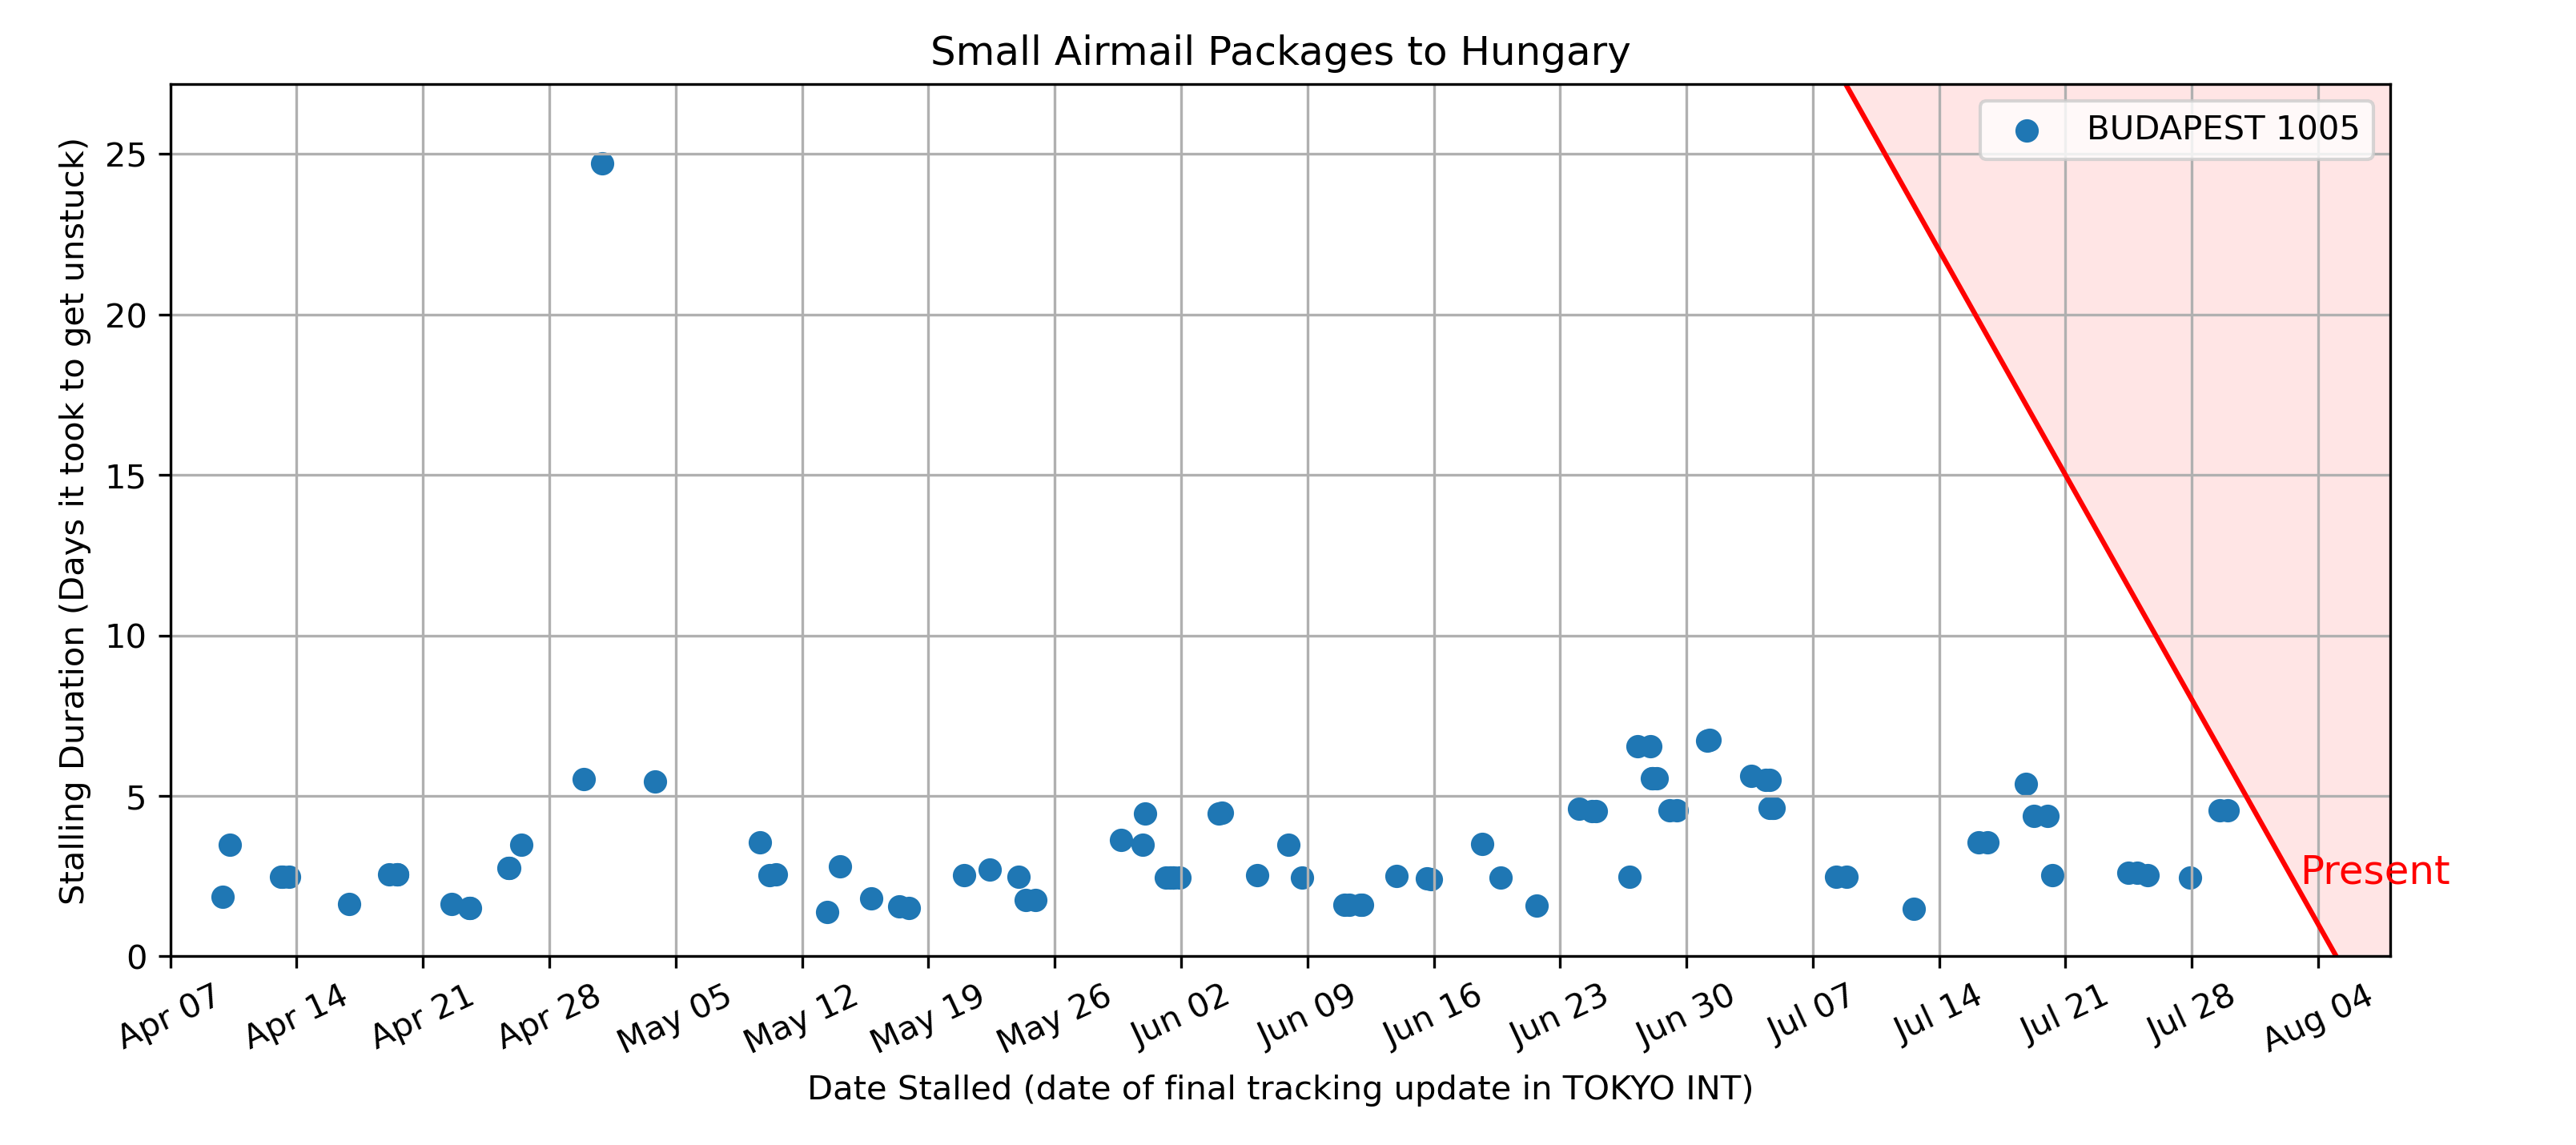 Small Airmail Packages to Hungary
BUDAPEST 1005
Stalling Duration (Days it took to get unstuck)
25
20
15
10
5
0
Present
Apr 07
Apr 14
Apr 21
Apr 28
May 05
May 12
May 19
May 26
Jun 02
Jun 09
Jun 16
Jun 23
Jun 30
Jul 07
Jul 14
Jul 21
Jul 28
Aug 04
Date Stalled (date of final tracking update in TOKYO INT)